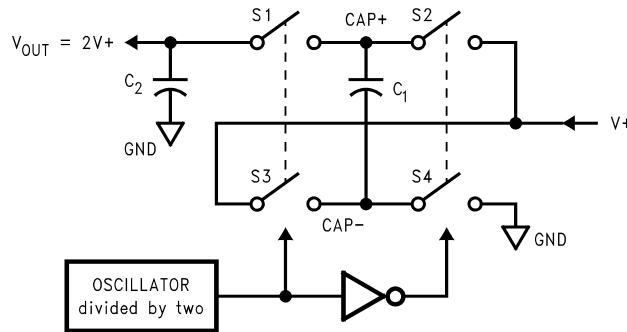 S1
CAP+
S2
V_OUT = 2V+
C_2
C_1
GND
V+
S3
S4
CAP-
GND
OSCILLATOR
divided by two